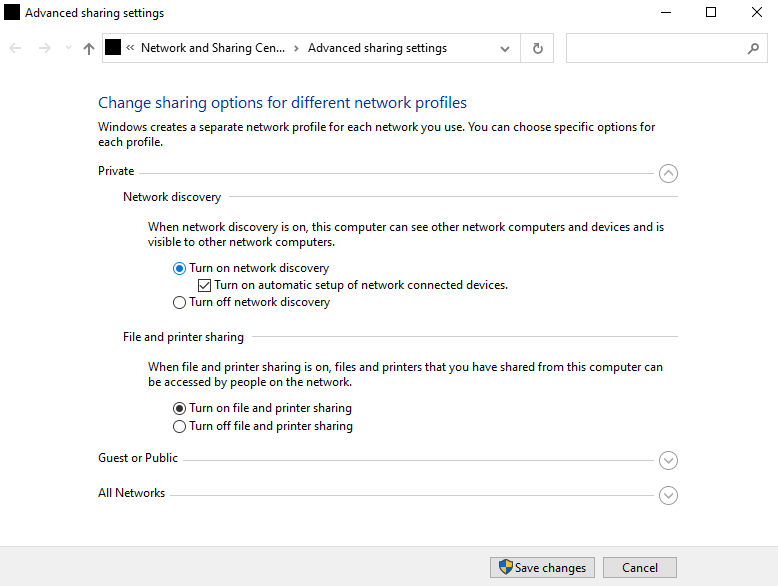 Advanced sharing settings
« Network and Sharing Cen... > Advanced sharing settings
Change sharing options for different network profiles
Windows creates a separate network profile for each network you use. You can choose specific options for
each profile.
Private
Network discovery
When network discovery is on, this computer can see other network computers and devices and is
visible to other network computers.
Turn on network discovery
Turn on automatic setup of network connected devices.
Turn off network discovery
File and printer sharing
When file and printer sharing is on, files and printers that you have shared from this computer can
be accessed by people on the network.
Turn on file and printer sharing
Turn off file and printer sharing
Guest or Public
All Networks
Save changes Cancel